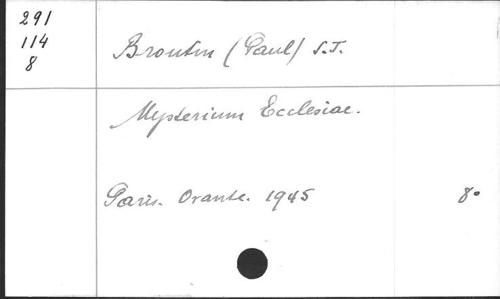 291
114
8
Broutin (Paul) S.J.
Mysterium Ecclesiae.
Paris. Orante. 1945 8°